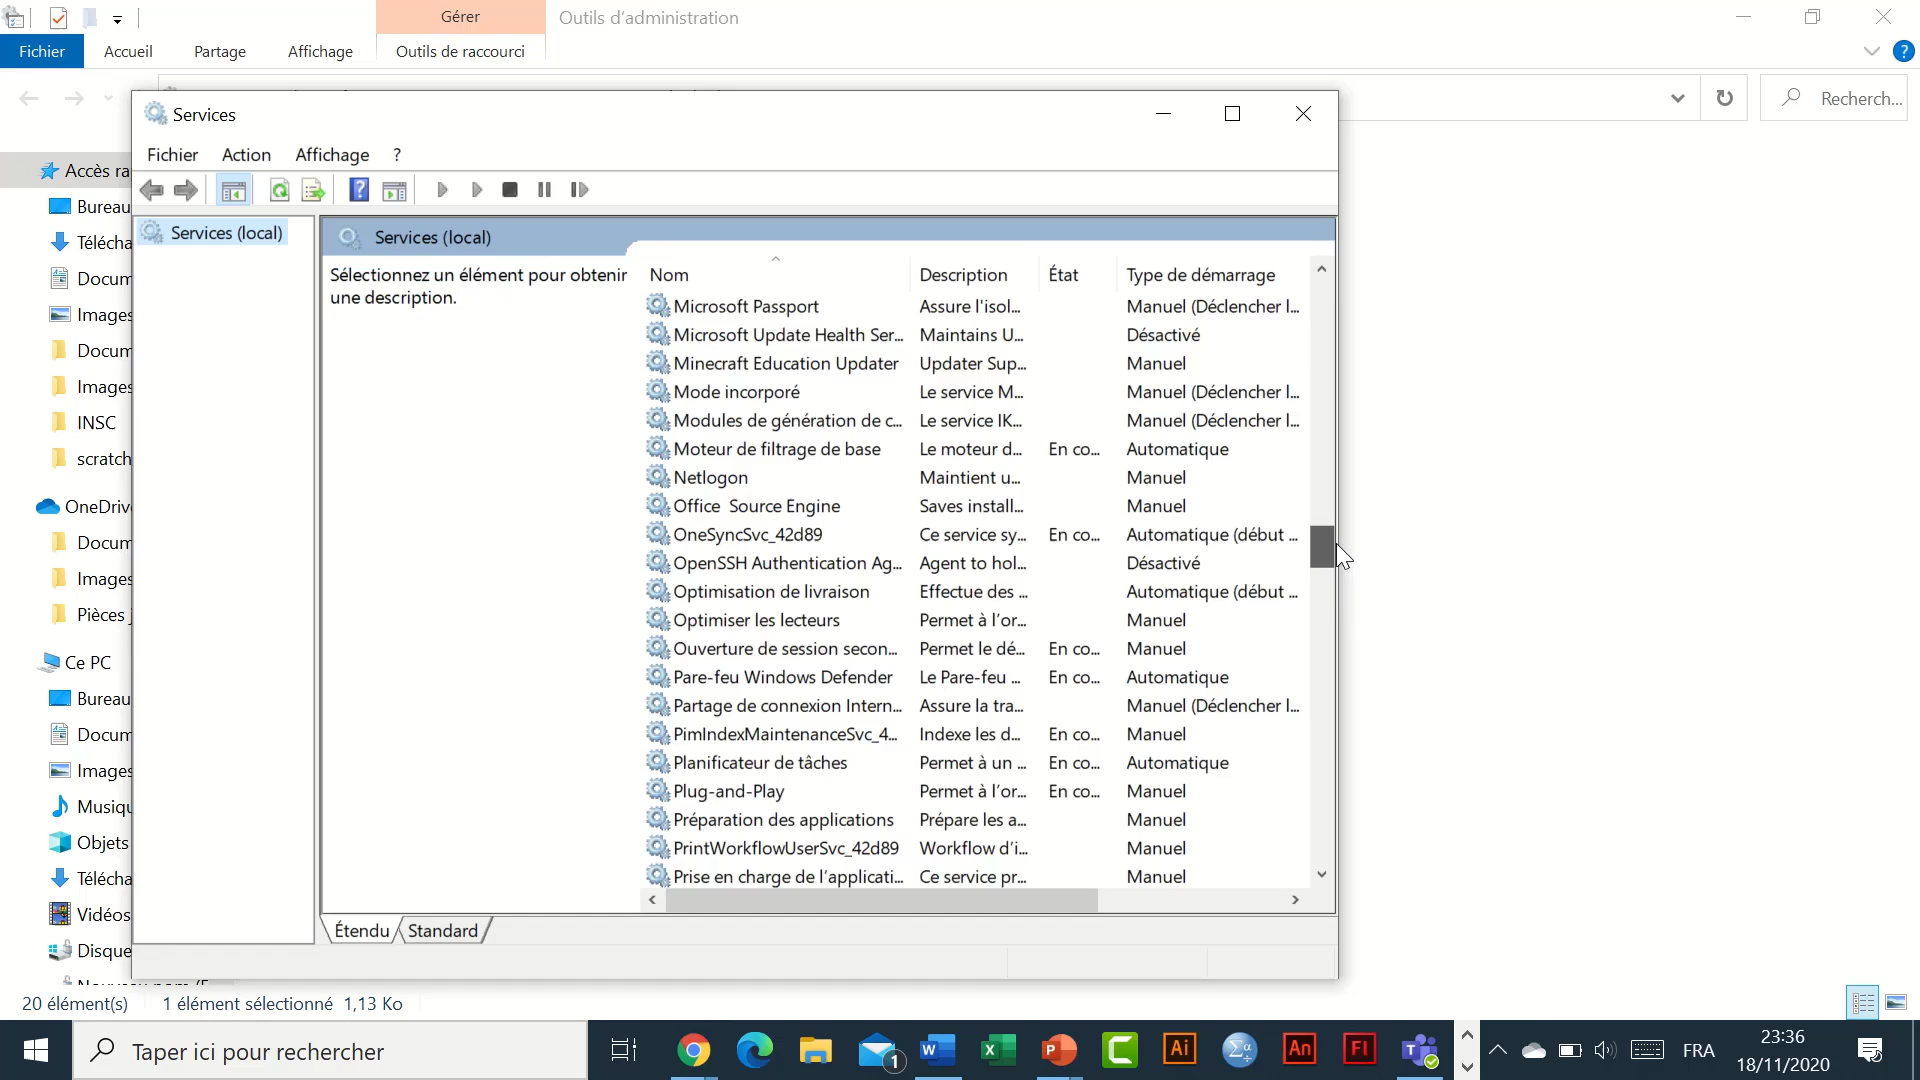 Gérer
Outils d'administration
Fichier
Accueil
Partage
Affichage
Outils de raccourci
?
Recherch...
Services
Fichier Action Affichage ?
Accès ra
Bureau
Télécha
Docum
Images
Docum
Images
INSC
scratch
OneDrive
Docum
Images
Pièces j
Ce PC
Bureau
Docum
Images
Musiqu
Objets
Télécha
Vidéos
Disque
Services (local)
Services (local)
Sélectionnez un élément pour obtenir
une description.
Nom Description État Type de démarrage
Microsoft Passport Assure l'isol... Manuel (Déclencher l...
Microsoft Update Health Ser... Maintains U... Désactivé
Minecraft Education Updater Updater Sup... Manuel
Mode incorporé Le service M... Manuel (Déclencher l...
Modules de génération de c... Le service IK... Manuel (Déclencher l...
Moteur de filtrage de base Le moteur d... En co... Automatique
Netlogon Maintient u... Manuel
Office  Source Engine Saves install... Manuel
OneSyncSvc_42d89 Ce service sy... En co... Automatique (début ...
OpenSSH Authentication Ag... Agent to hol... Désactivé
Optimisation de livraison Effectue des ... Automatique (début ...
Optimiser les lecteurs Permet à l'or... Manuel
Ouverture de session secon... Permet le dé... En co... Manuel
Pare-feu Windows Defender Le Pare-feu ... En co... Automatique
Partage de connexion Intern... Assure la tra... Manuel (Déclencher l...
PimIndexMaintenanceSvc_4... Indexe les d... En co... Manuel
Planificateur de tâches Permet à un ... En co... Automatique
Plug-and-Play Permet à l'or... En co... Manuel
Préparation des applications Prépare les a... Manuel
PrintWorkflowUserSvc_42d89 Workflow d'i... Manuel
Prise en charge de l'applicati... Ce service pr... Manuel
Étendu Standard
20 élément(s) 1 élément sélectionné 1,13 Ko
Taper ici pour rechercher
1
FRA
23:36
18/11/2020